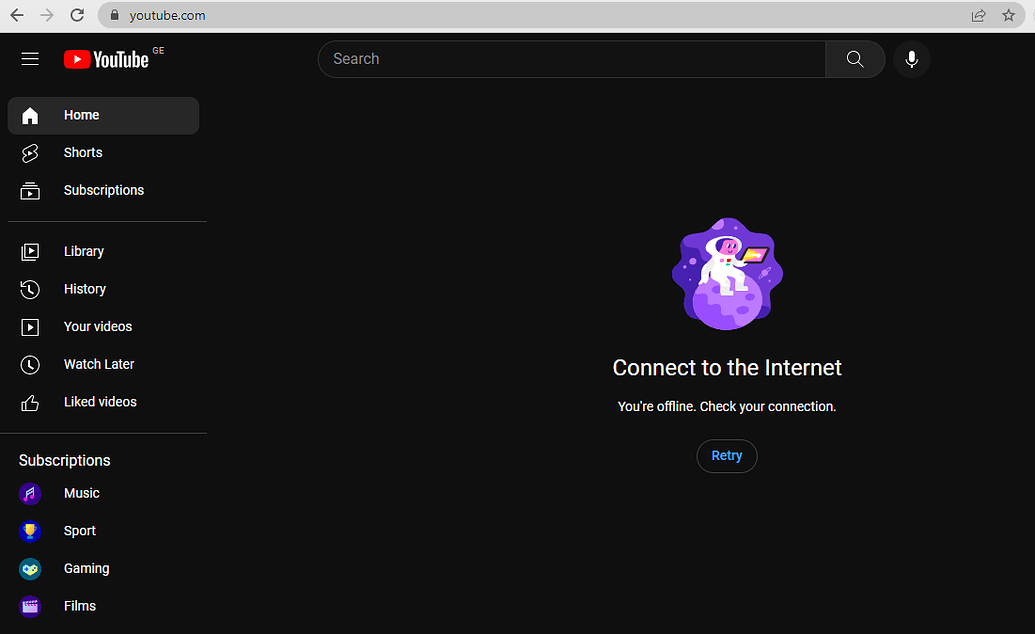 youtube.com
YouTube GE
Search
Home
Shorts
Subscriptions
Library
History
Your videos
Watch Later
Liked videos
Subscriptions
Music
Sport
Gaming
Films
Connect to the Internet
You're offline. Check your connection.
Retry